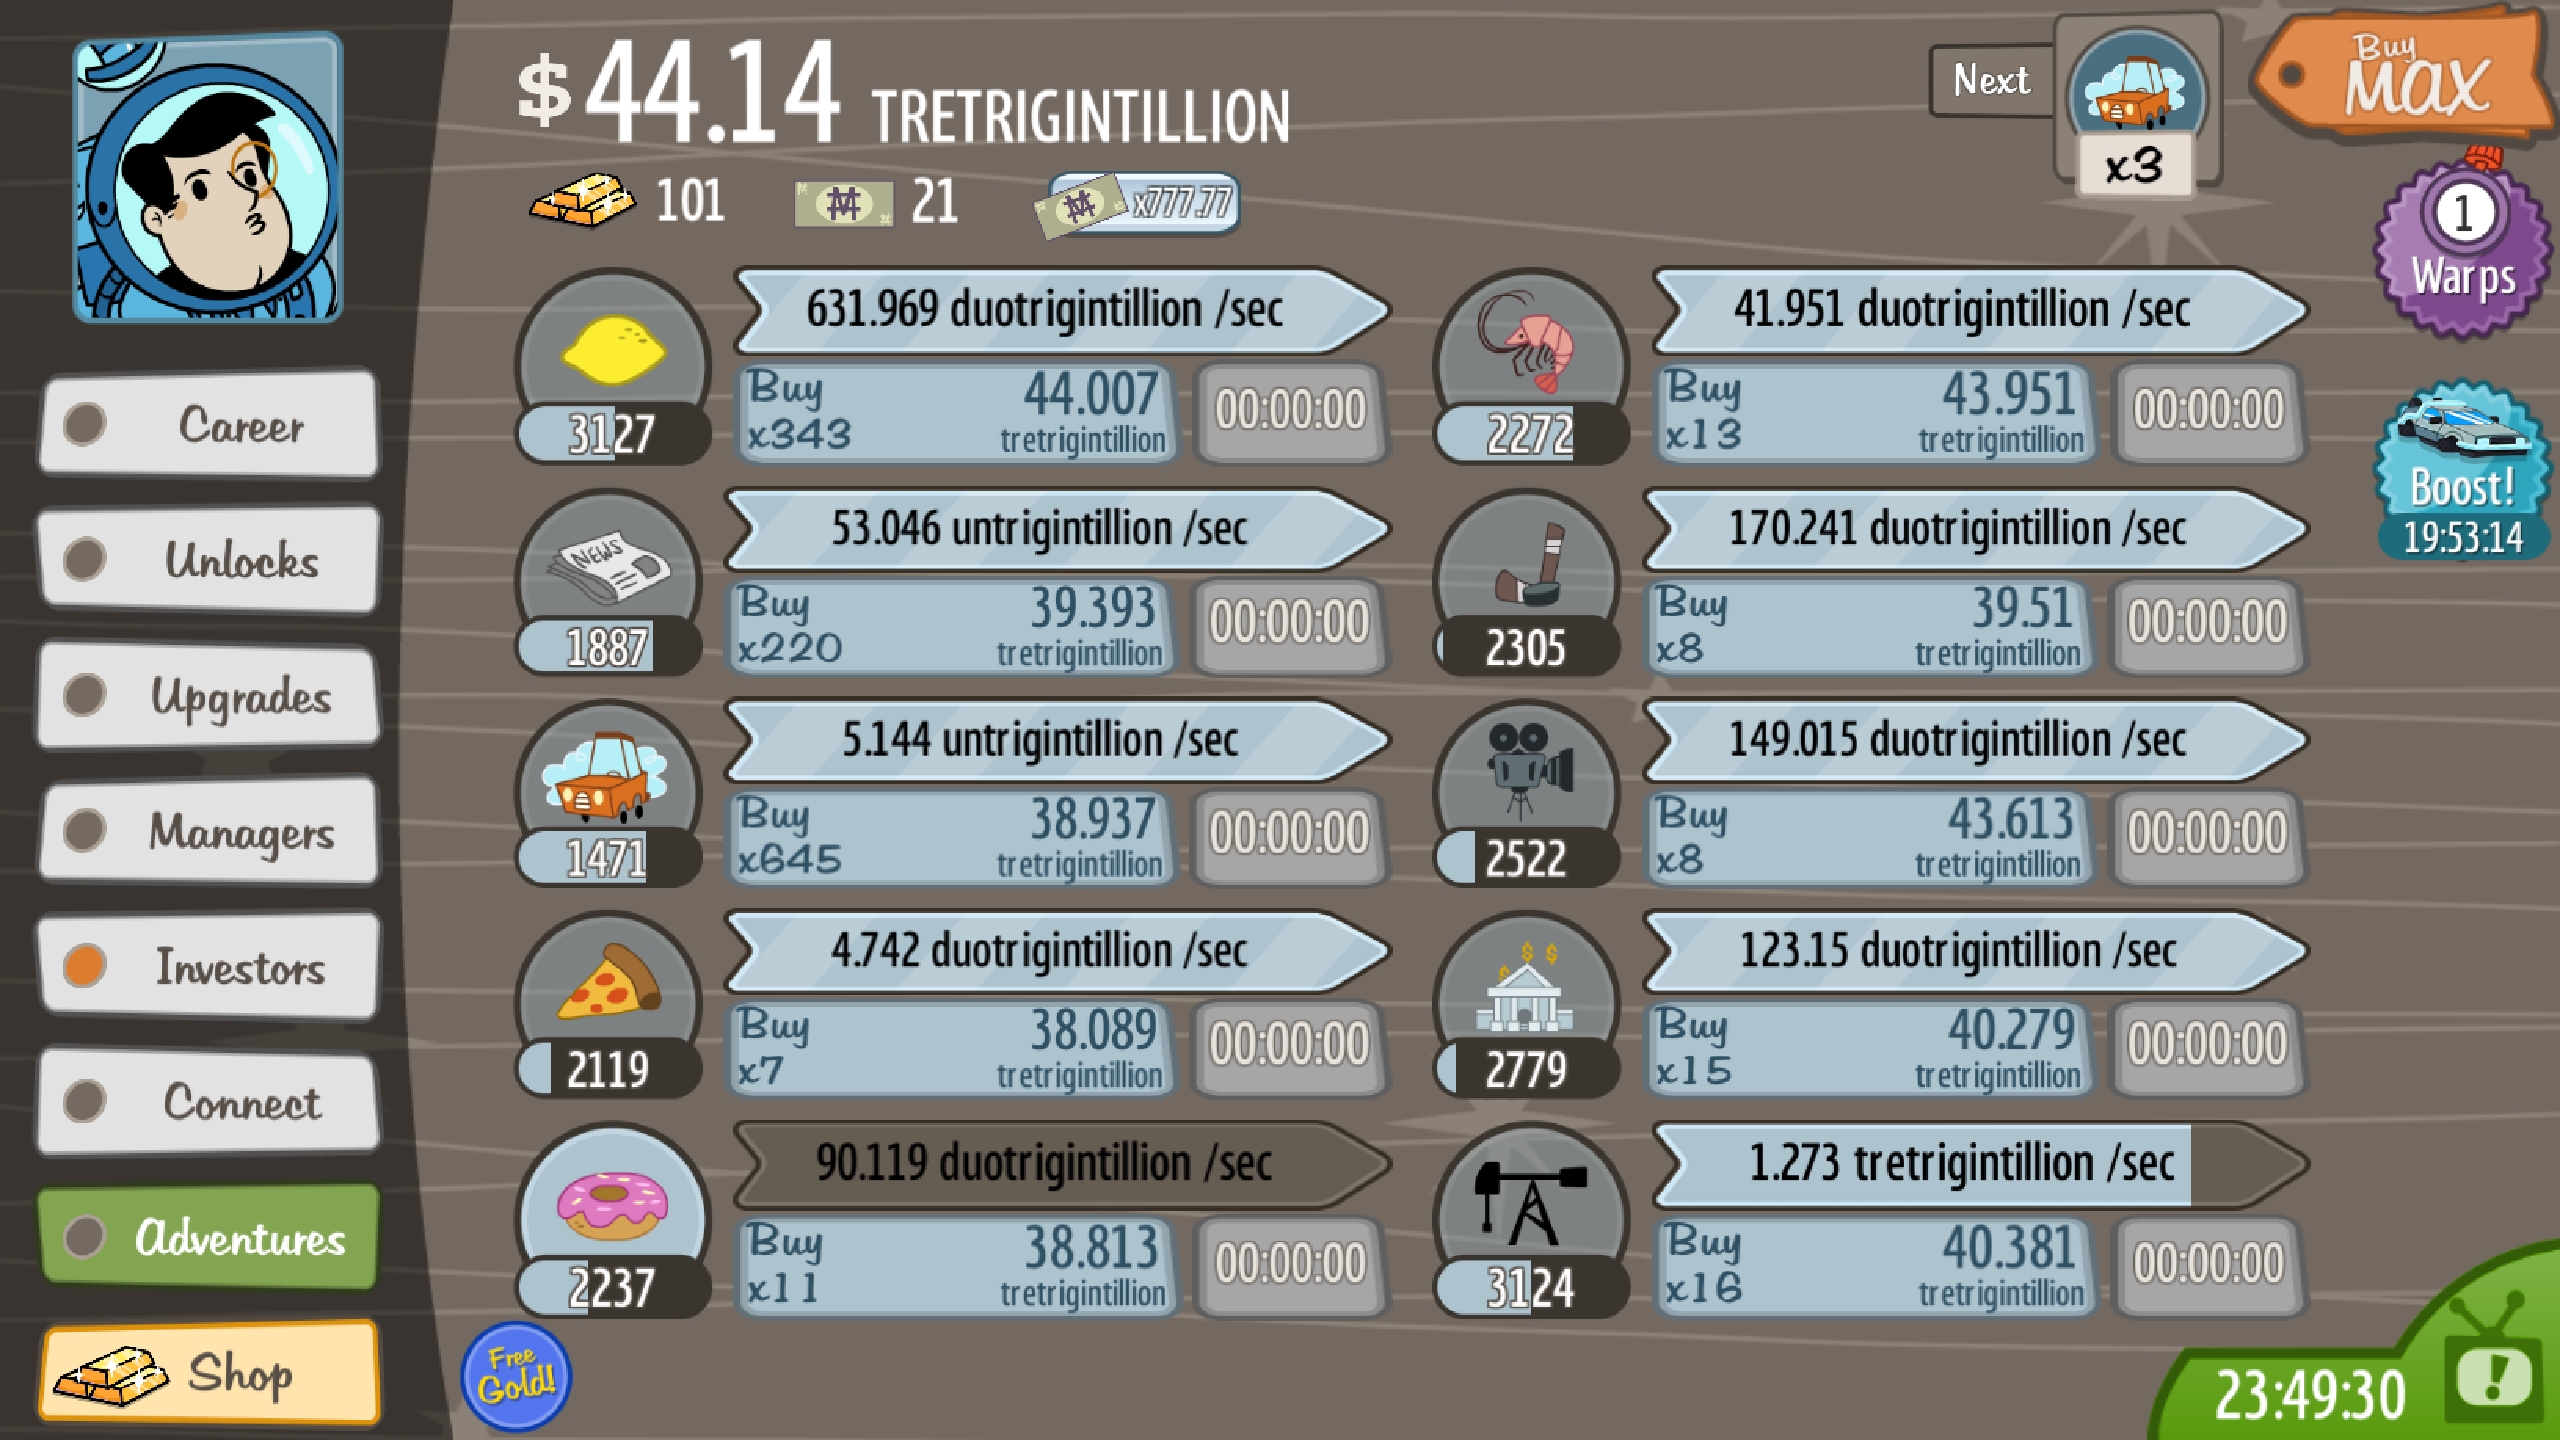 $44.14 TRETRIGINTILLION
101
21
x777.77
Next
x3
Buy
MAX
1
Warps
Boost!
19:53:14
Career
Unlocks
Upgrades
Managers
Investors
Connect
Adventures
Shop
631.969 duotrigintillion /sec
3127
Buy
x343
44.007
tretrigintillion
00:00:00
NEWS
53.046 untrigintillion /sec
1887
Buy
x220
39.393
tretrigintillion
00:00:00
5.144 untrigintillion /sec
1471
Buy
x645
38.937
tretrigintillion
00:00:00
4.742 duotrigintillion /sec
2119
Buy
x7
38.089
tretrigintillion
00:00:00
90.119 duotrigintillion /sec
2237
Buy
x11
38.813
tretrigintillion
00:00:00
41.951 duotrigintillion /sec
2272
Buy
x13
43.951
tretrigintillion
00:00:00
170.241 duotrigintillion /sec
2305
Buy
x8
39.51
tretrigintillion
00:00:00
149.015 duotrigintillion /sec
2522
Buy
x8
43.613
tretrigintillion
00:00:00
$ $ $
123.15 duotrigintillion /sec
2779
Buy
x15
40.279
tretrigintillion
00:00:00
1.273 tretrigintillion /sec
3124
Buy
x16
40.381
tretrigintillion
00:00:00
Free
Gold!
23:49:30
!